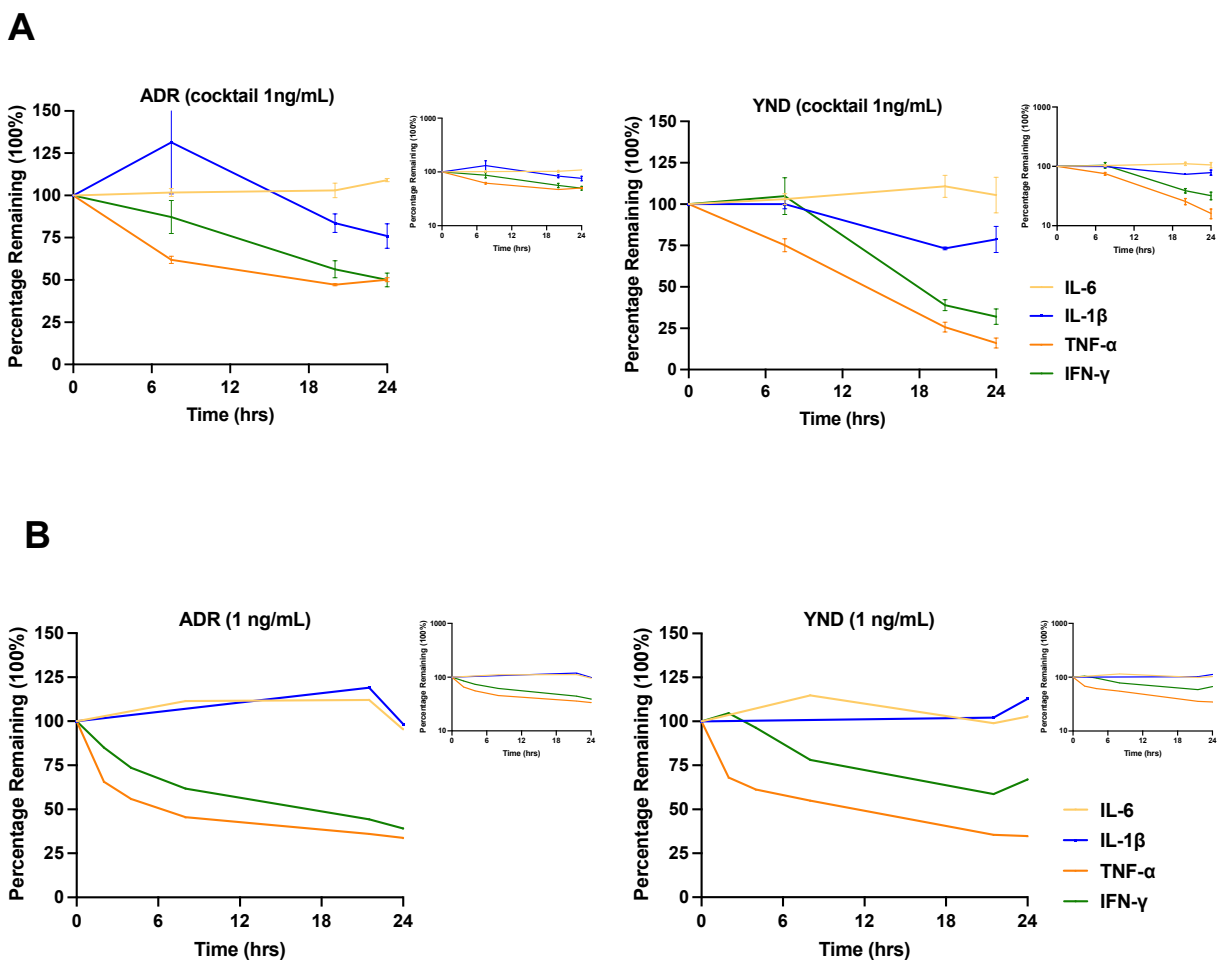 A
ADR (cocktail 1ng/mL)
Percentage Remaining (100%)
150
125
100
75
50
25
0
0 6 12 18 24
Time (hrs)
Percentage Remaining (100%)
1000
100
10
0 6 12 18 24
Time (hrs)
YND (cocktail 1ng/mL)
Percentage Remaining (100%)
150
125
100
75
50
25
0
0 6 12 18 24
Time (hrs)
Percentage Remaining (100%)
1000
100
10
0 6 12 18 24
Time (hrs)
IL-6
IL-1β
TNF-α
IFN-γ
B
ADR (1 ng/mL)
Percentage Remaining (100%)
150
125
100
75
50
25
0
0 6 12 18 24
Time (hrs)
Percentage Remaining (100%)
1000
100
10
0 6 12 18 24
Time (hrs)
YND (1 ng/mL)
Percentage Remaining (100%)
150
125
100
75
50
25
0
0 6 12 18 24
Time (hrs)
Percentage Remaining (100%)
1000
100
10
0 6 12 18 24
Time (hrs)
IL-6
IL-1β
TNF-α
IFN-γ